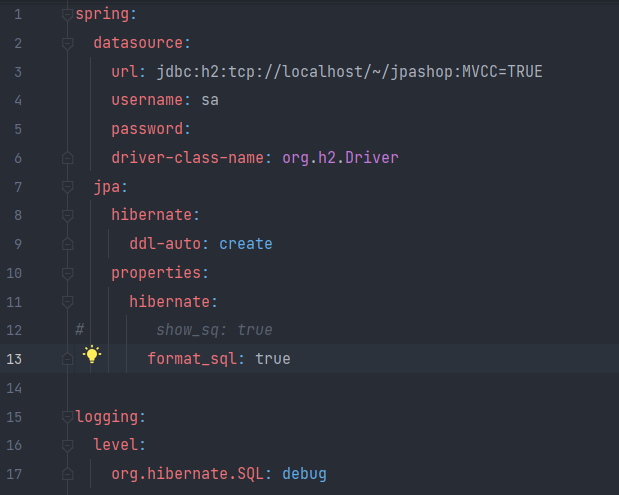 1 spring:
2 datasource:
3 url: jdbc:h2:tcp://localhost/~/jpashop:MVCC=TRUE
4 username: sa
5 password:
6 driver-class-name: org.h2.Driver
7 jpa:
8 hibernate:
9 ddl-auto: create
10 properties:
11 hibernate:
12 # show_sq: true
13 format_sql: true
14
15 logging:
16 level:
17 org.hibernate.SQL: debug